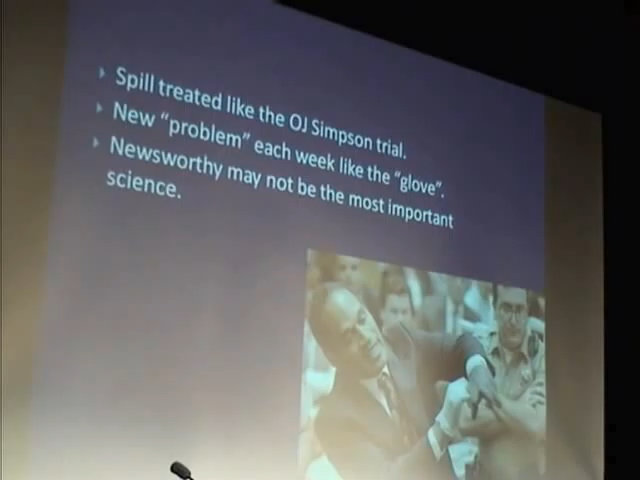 Spill treated like the OJ Simpson trial.
New “problem” each week like the “glove”.
Newsworthy may not be the most important
science.